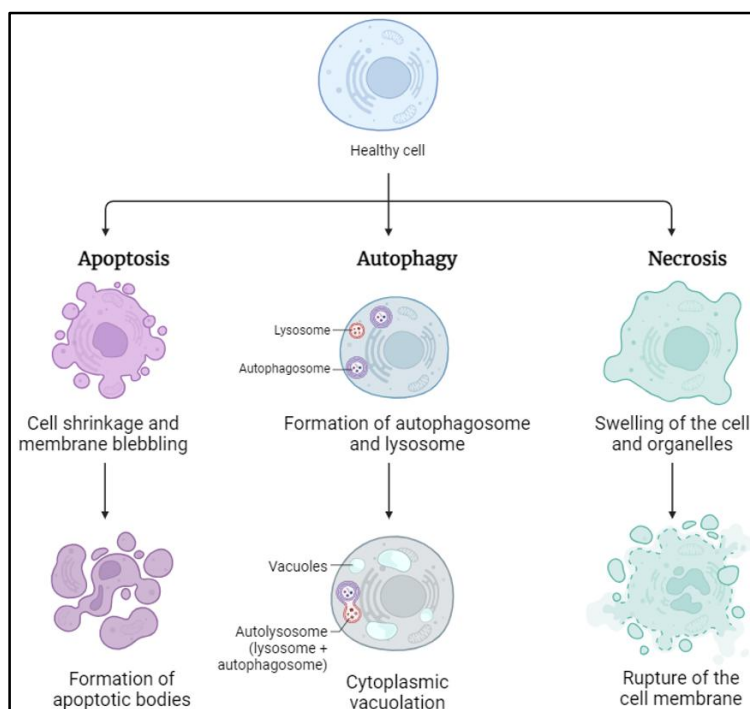 Healthy cell
Apoptosis
Autophagy
Necrosis
Lysosome
Autophagosome
Cell shrinkage and
membrane blebbling
Formation of autophagosome
and lysosome
Swelling of the cell
and organelles
Vacuoles
Autolysosome
(lysosome +
autophagosome)
Formation of
apoptotic bodies
Cytoplasmic
vacuolation
Rupture of the
cell membrane